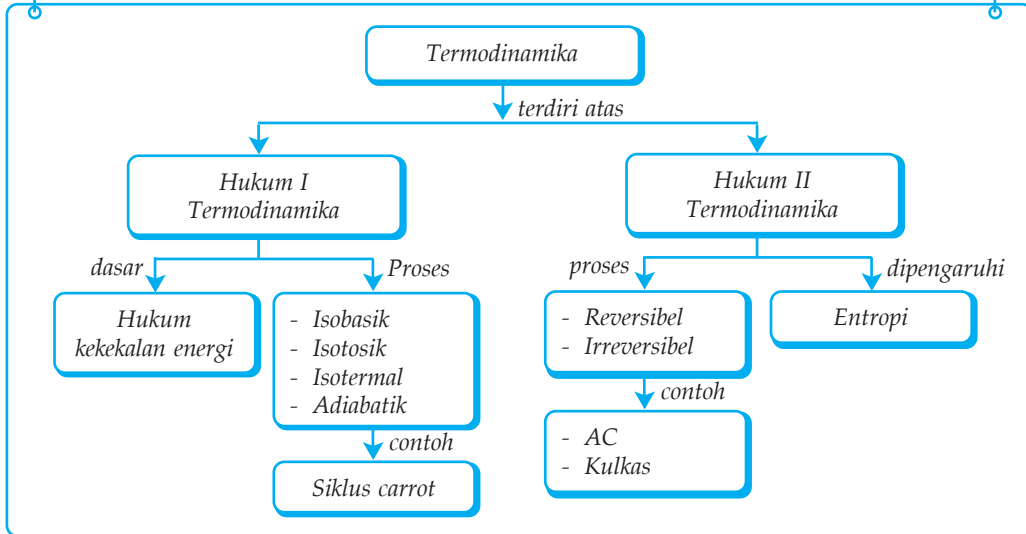 Termodinamika
terdiri atas
Hukum I
Termodinamika
Hukum II
Termodinamika
dasar
Proses
proses
dipengaruhi
Hukum
kekekalan energi
- Isobasik
- Isotosik
- Isotermal
- Adiabatik
- Reversibel
- Irreversibel
Entropi
contoh
contoh
Siklus carrot
- AC
- Kulkas